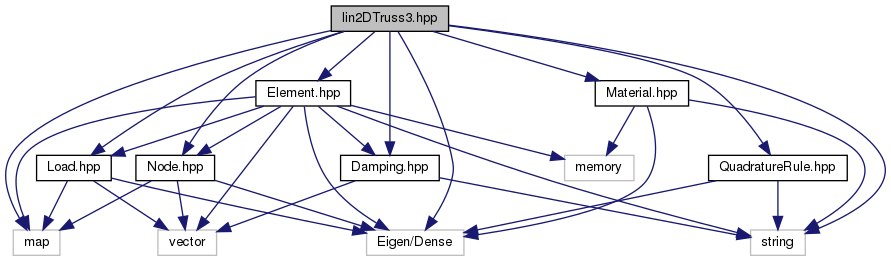 lin2DTruss3.hpp
Element.hpp
Material.hpp
Load.hpp
Node.hpp
Damping.hpp
memory
QuadratureRule.hpp
map
vector
Eigen/Dense
string